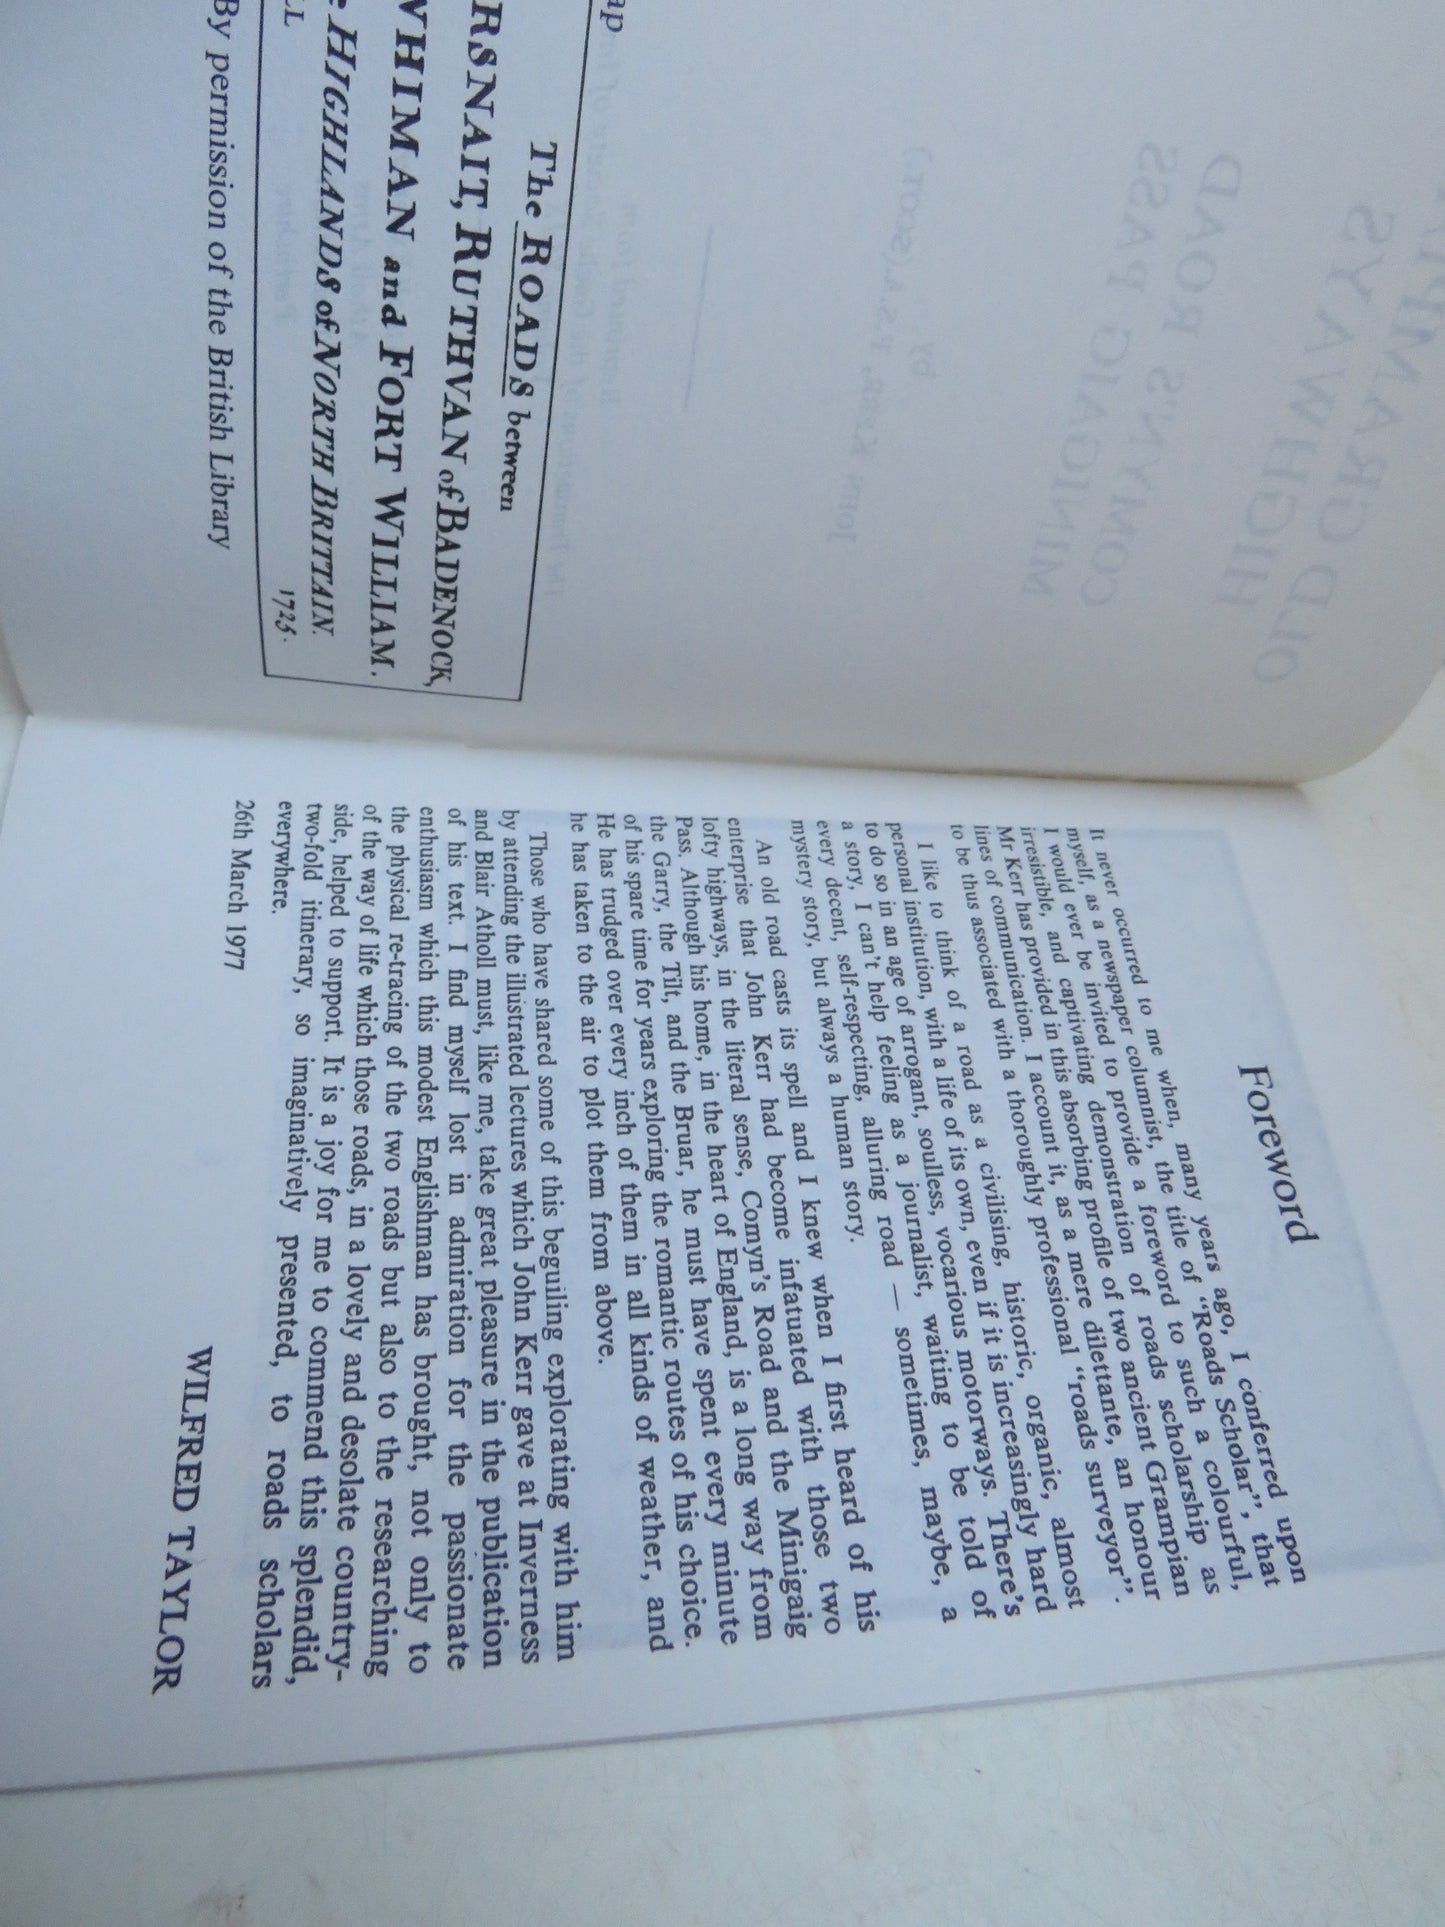 ap
The ROADS between
RSNAIT, RUTHVAN of BADENOCK,
WHIMAN and FORT WILLIAM.
e HIGHLANDS of NORTH BRITTAIN.
LL 1725.
By permission of the British Library
Foreword
It never occurred to me when, many years ago, I conferred upon
myself, as a newspaper columnist, the title of “Roads Scholar”, that
I would ever be invited to provide a foreword to such a colourful,
irresistible, and captivating demonstration of roads scholarship as
Mr Kerr has provided in this absorbing profile of two ancient Grampian
lines of communication. I account it, as a mere dilettante, an honour
to be thus associated with a thoroughly professional “roads surveyor”.
I like to think of a road as a civilising, historic, organic, almost
personal institution, with a life of its own, even if it is increasingly hard
to do so in an age of arrogant, soulless, vocarious motorways. There's
a story, I can't help feeling as a journalist, waiting to be told of
every decent, self-respecting, alluring road — sometimes, maybe, a
mystery story, but always a human story.
An old road casts its spell and I knew when I first heard of his
enterprise that John Kerr had become infatuated with those two
lofty highways, in the literal sense, Comyn's Road and the Minigaig
Pass. Although his home, in the heart of England, is a long way from
the Garry, the Tilt, and the Bruar, he must have spent every minute
of his spare time for years exploring the romantic routes of his choice.
He has trudged over every inch of them in all kinds of weather, and
he has taken to the air to plot them from above.
Those who have shared some of this beguiling explorating with him
by attending the illustrated lectures which John Kerr gave at Inverness
and Blair Atholl must, like me, take great pleasure in the publication
of his text. I find myself lost in admiration for the passionate
enthusiasm which this modest Englishman has brought, not only to
the physical re-tracing of the two roads but also to the researching
of the way of life which those roads, in a lovely and desolate country-
side, helped to support. It is a joy for me to commend this splendid,
two-fold itinerary, so imaginatively presented, to roads scholars
everywhere.
26th March 1977
WILFRED TAYLOR